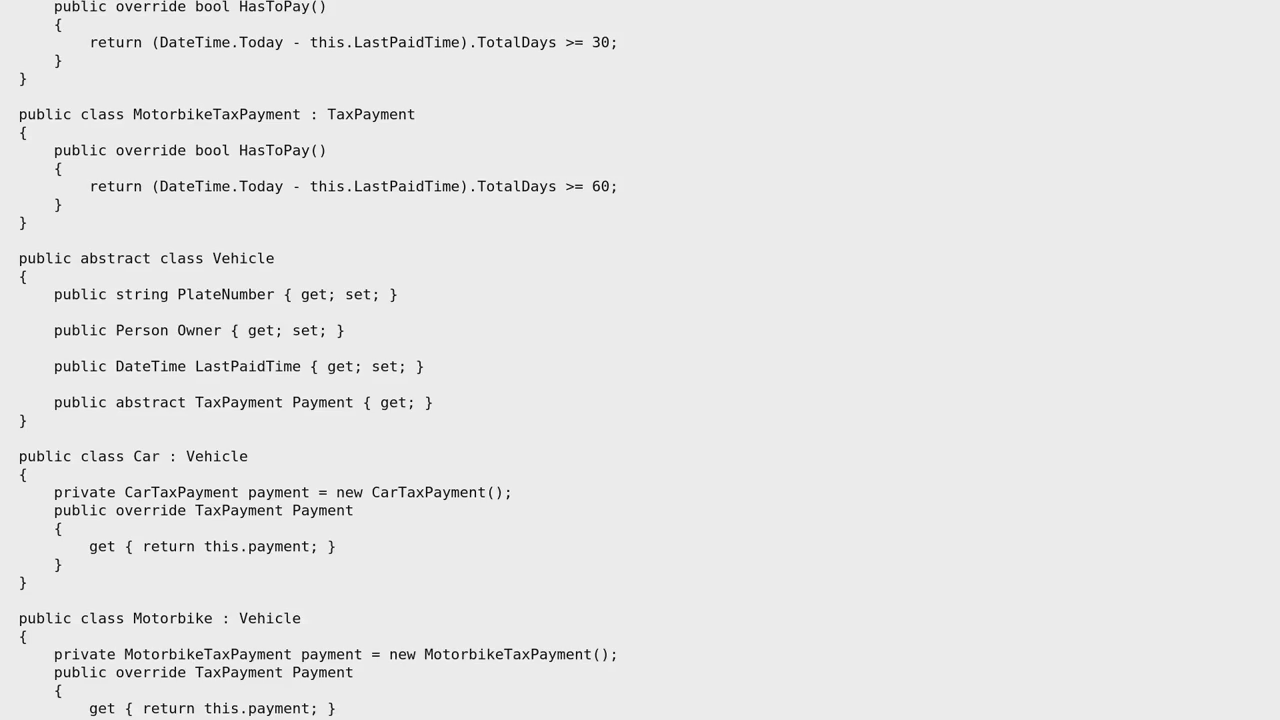 public override bool HasToPay()
{
return (DateTime.Today - this.LastPaidTime).TotalDays >= 30;
}
}
public class MotorbikeTaxPayment : TaxPayment
{
public override bool HasToPay()
{
return (DateTime.Today - this.LastPaidTime).TotalDays >= 60;
}
}
public abstract class Vehicle
{
public string PlateNumber { get; set; }
public Person Owner { get; set; }
public DateTime LastPaidTime { get; set; }
public abstract TaxPayment Payment { get; }
}
public class Car : Vehicle
{
private CarTaxPayment payment = new CarTaxPayment();
public override TaxPayment Payment
{
get { return this.payment; }
}
}
public class Motorbike : Vehicle
{
private MotorbikeTaxPayment payment = new MotorbikeTaxPayment();
public override TaxPayment Payment
{
get { return this.payment; }